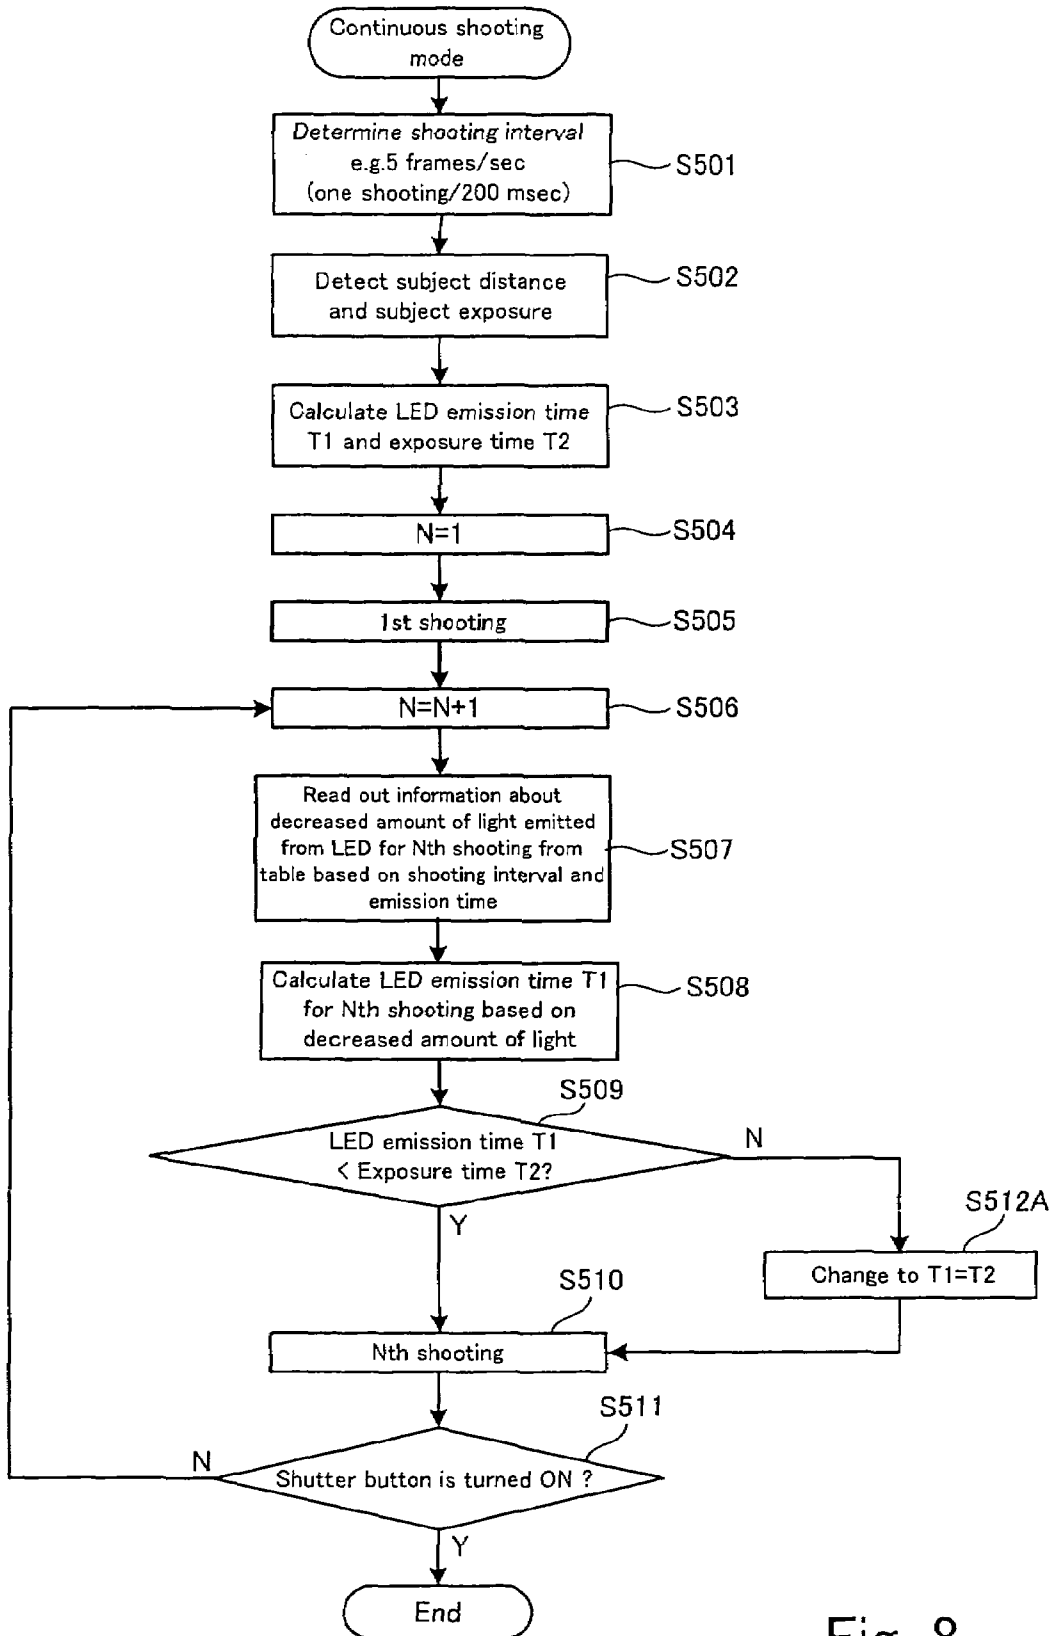 Continuous shooting
mode
Determine shooting interval
e.g.5 frames/sec
(one shooting/200 msec)
S501
Detect subject distance
and subject exposure
S502
Calculate LED emission time
T1 and exposure time T2
S503
N=1
S504
1st shooting
S505
N=N+1
S506
Read out information about
decreased amount of light emitted
from LED for Nth shooting from
table based on shooting interval and
emission time
S507
Calculate LED emission time T1
for Nth shooting based on
decreased amount of light
S508
S509
LED emission time T1
< Exposure time T2?
N
Y
S512A
Change to T1=T2
S510
Nth shooting
S511
Shutter button is turned ON ?
N
Y
End
Fig. 8